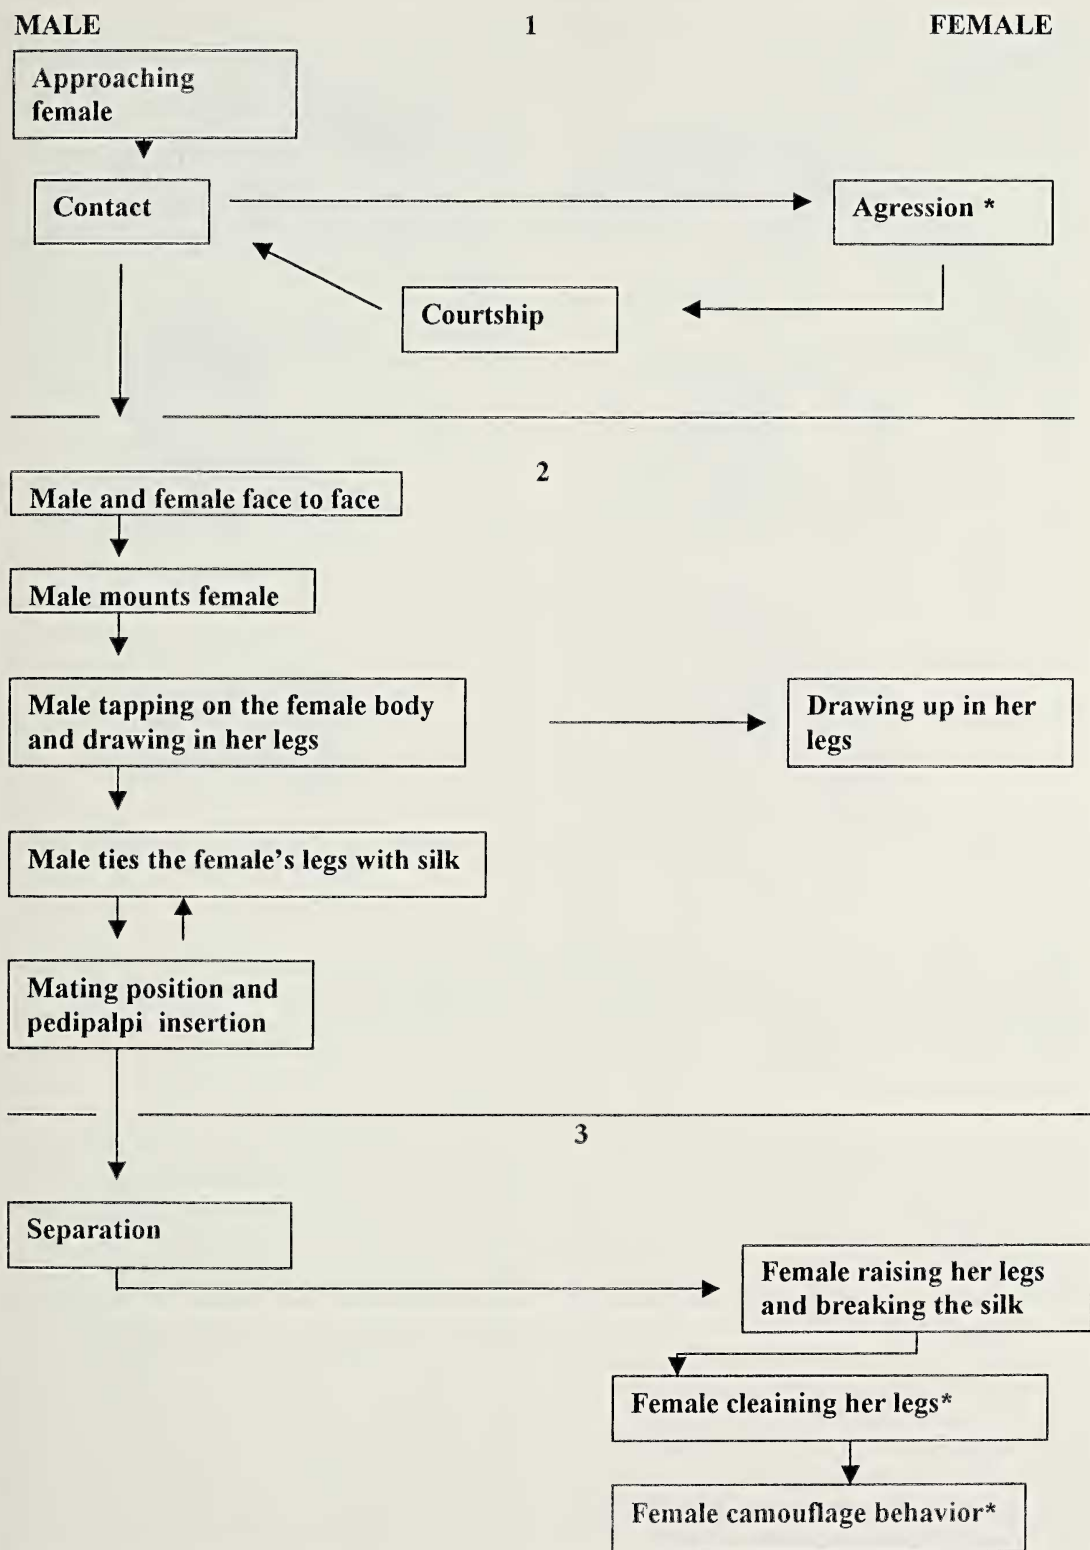 MALE 1 FEMALE
Approaching
female
Contact
Agression *
Courtship
2
Male and female face to face
Male mounts female
Male tapping on the female body
and drawing in her legs
Drawing up in her
legs
Male ties the female's legs with silk
Mating position and
pedipalpi insertion
3
Separation
Female raising her legs
and breaking the silk
Female cleaining her legs*
Female camouflage behavior*